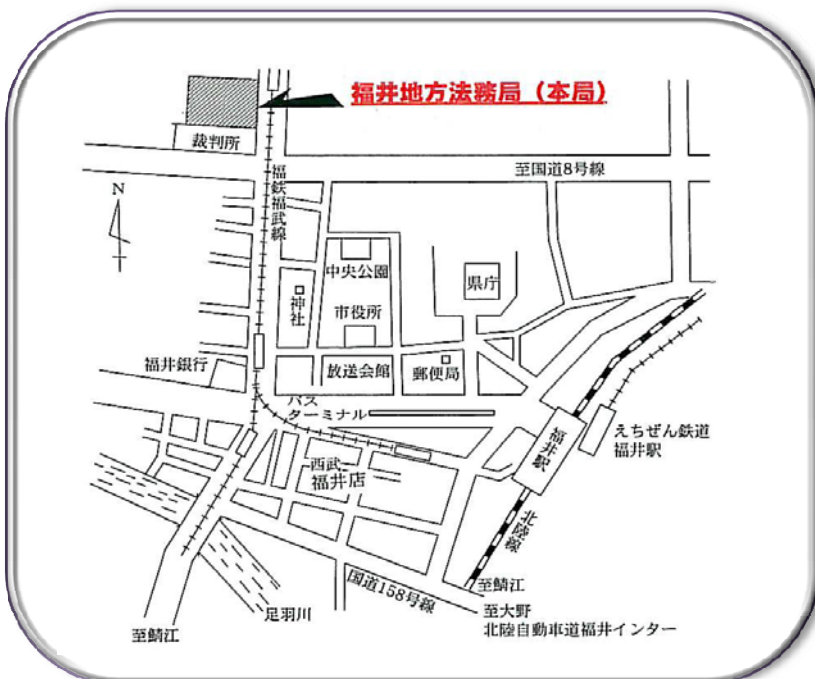 福井地方法務局(本局)
裁判所
至国道8号線
福鉄福武線
N
中央公園
県庁
神社
市役所
福井銀行
放送会館
郵便局
バス
ターミナル
福井駅
えちぜん鉄道
福井駅
西武
福井店
北陸線
国道158号線
至鯖江
足羽川
至大野
北陸自動車道福井インター
至鯖江